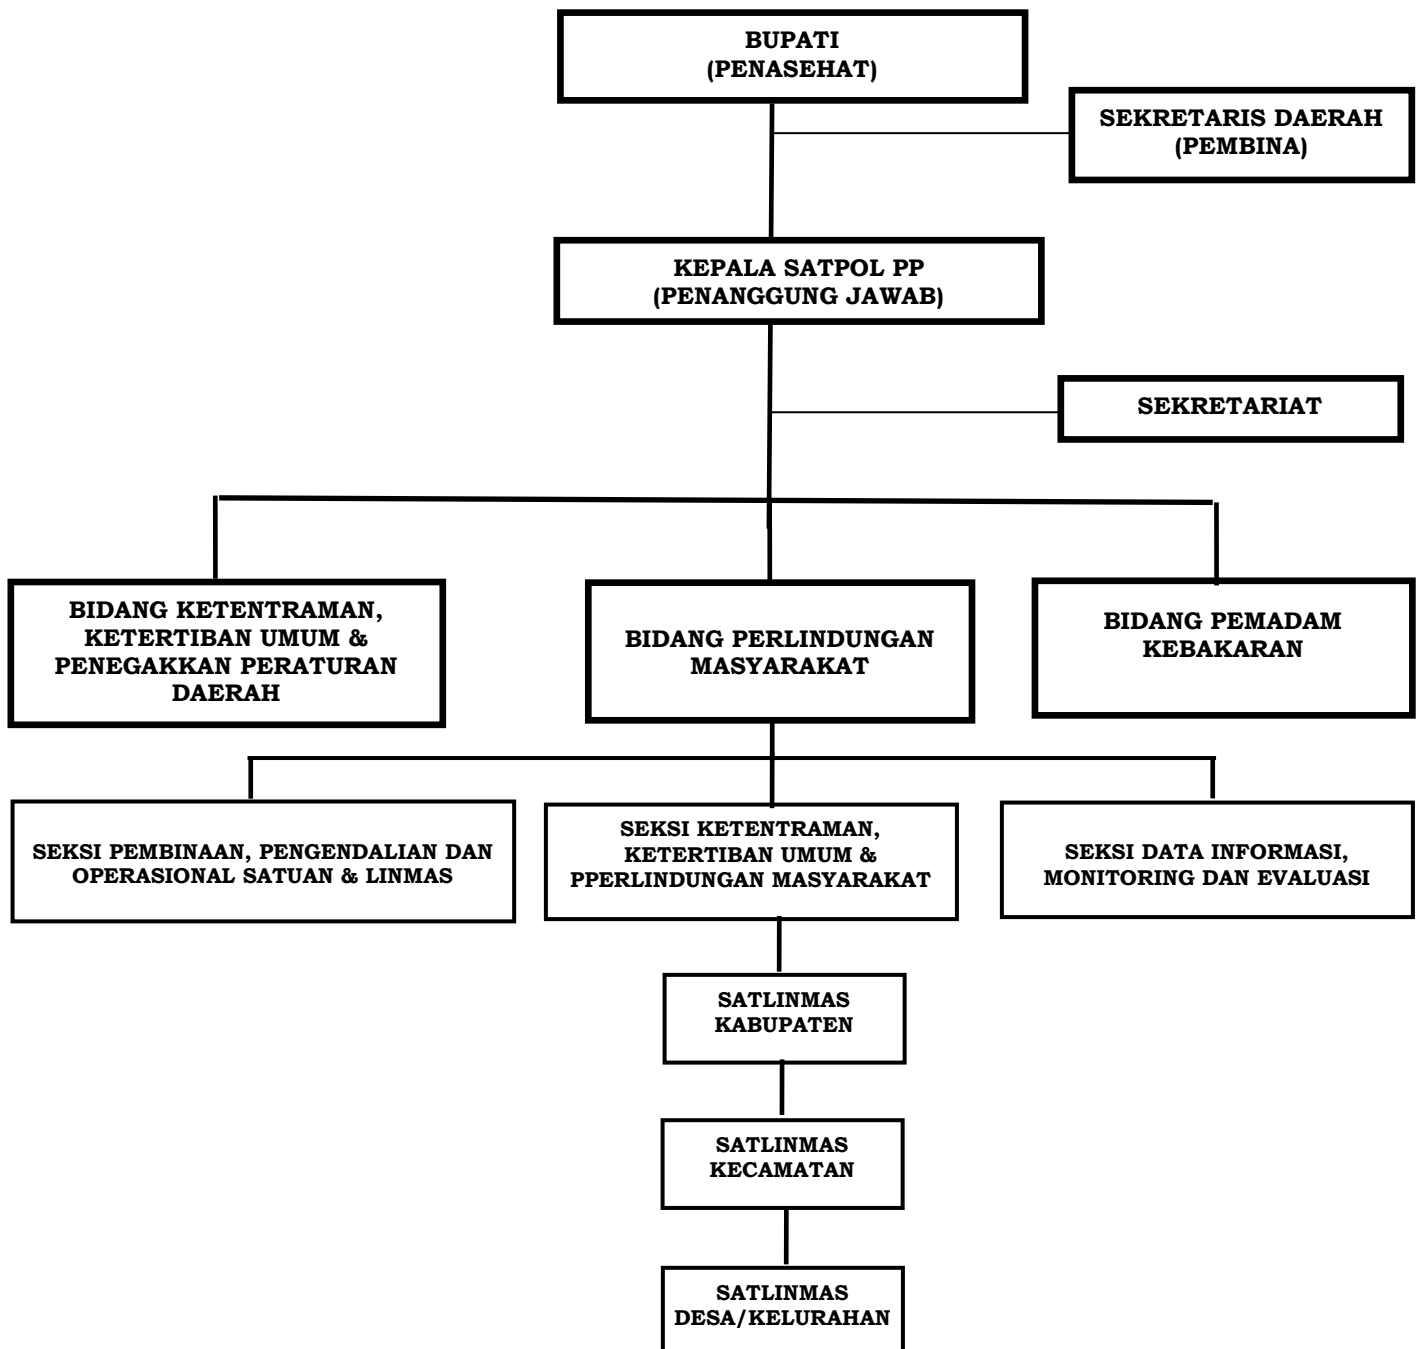 BUPATI
(PENASEHAT)
SEKRETARIS DAERAH
(PEMBINA)
KEPALA SATPOL PP
(PENANGGUNG JAWAB)
SEKRETARIAT
BIDANG KETENTRAMAN,
KETERTIBAN UMUM &
PENEGAKKAN PERATURAN
DAERAH
BIDANG PERLINDUNGAN
MASYARAKAT
BIDANG PEMADAM
KEBAKARAN
SEKSI PEMBINAAN, PENGENDALIAN DAN
OPERASIONAL SATUAN & LINMAS
SEKSI KETENTRAMAN,
KETERTIBAN UMUM &
PPERLINDUNGAN MASYARAKAT
SEKSI DATA INFORMASI,
MONITORING DAN EVALUASI
SATLINMAS
KABUPATEN
SATLINMAS
KECAMATAN
SATLINMAS
DESA/KELURAHAN